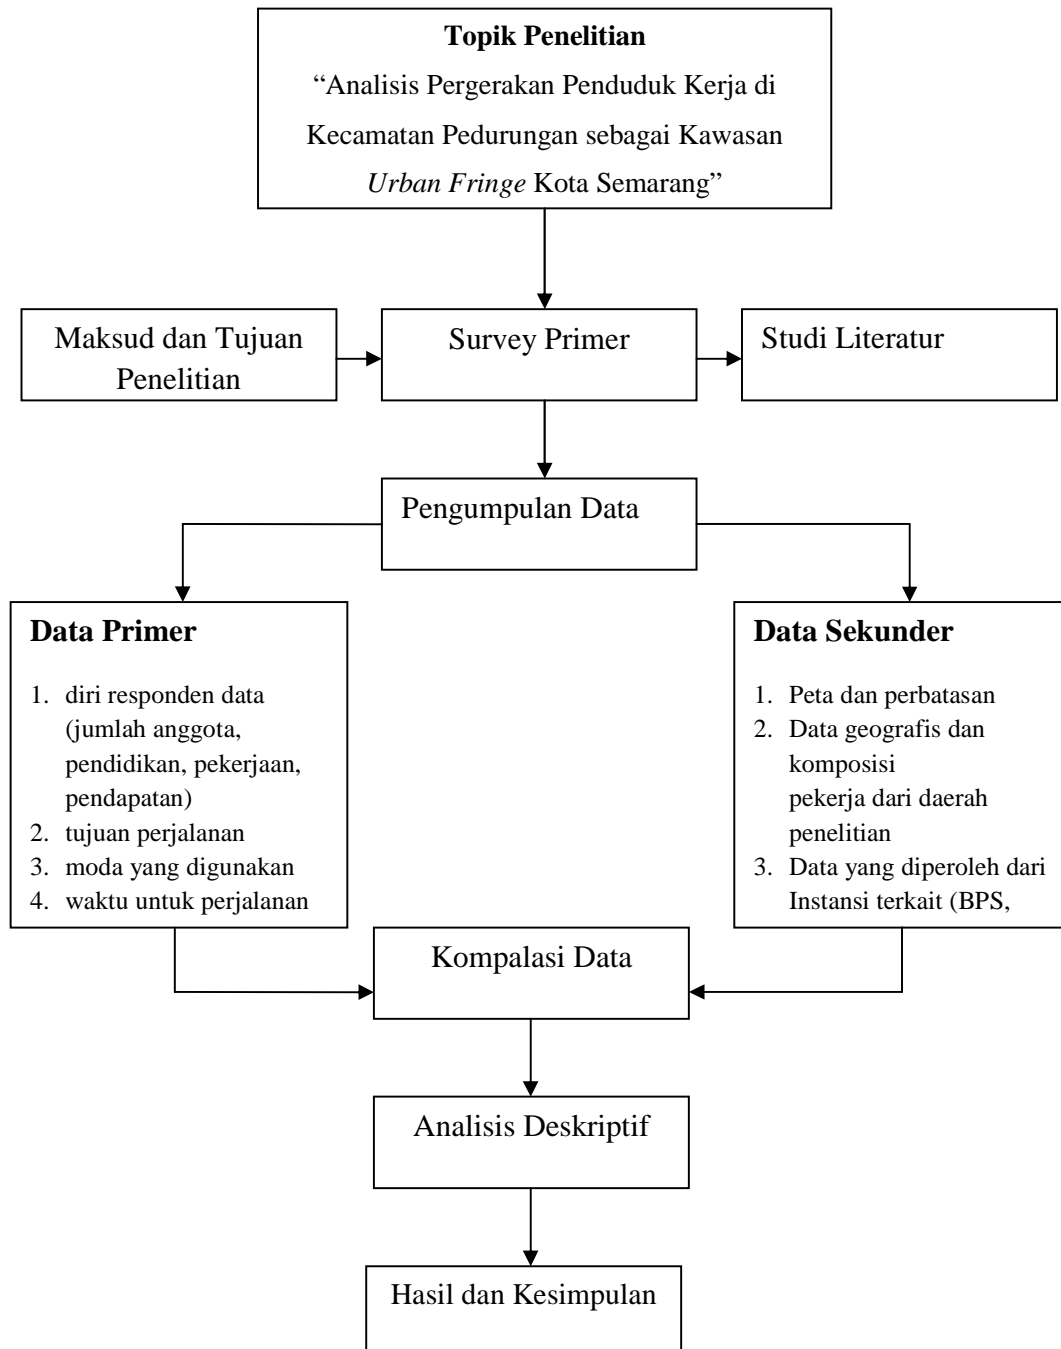 Topik Penelitian
“Analisis Pergerakan Penduduk Kerja di
Kecamatan Pedurungan sebagai Kawasan
Urban Fringe Kota Semarang”
Maksud dan Tujuan
Penelitian
Survey Primer
Studi Literatur
Pengumpulan Data
Data Primer
1. diri responden data
(jumlah anggota,
pendidikan, pekerjaan,
pendapatan)
2. tujuan perjalanan
3. moda yang digunakan
4. waktu untuk perjalanan
Data Sekunder
1. Peta dan perbatasan
2. Data geografis dan
komposisi
pekerja dari daerah
penelitian
3. Data yang diperoleh dari
Instansi terkait (BPS,
Kompalasi Data
Analisis Deskriptif
Hasil dan Kesimpulan